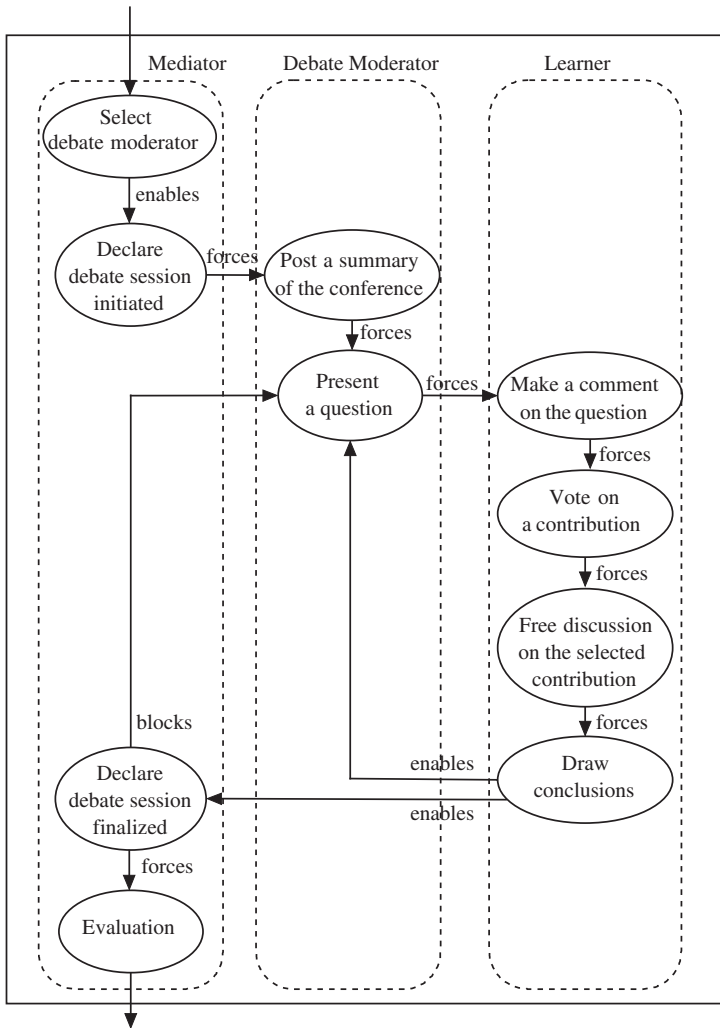 Mediator
Debate Moderator
Learner
Select
debate moderator
enables
Declare
debate session
initiated
forces
Post a summary
of the conference
forces
Present
a question
forces
Make a comment
on the question
forces
Vote on
a contribution
forces
Free discussion
on the selected
contribution
forces
Draw
conclusions
enables
enables
blocks
Declare
debate session
finalized
forces
Evaluation